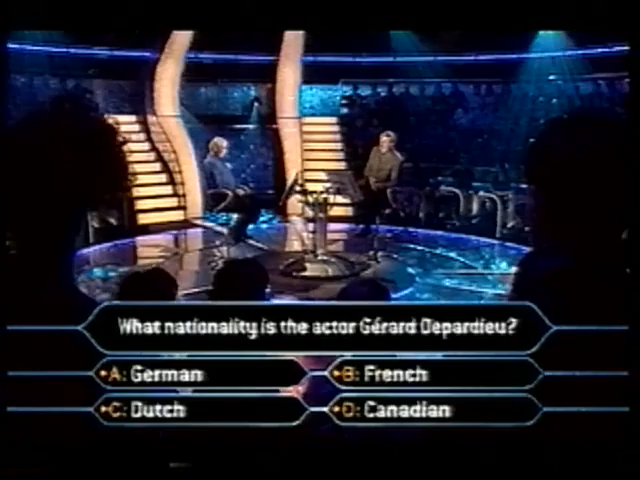 What nationality is the actor Gérard Depardieu?
A: German
B: French
C: Dutch
D: Canadian